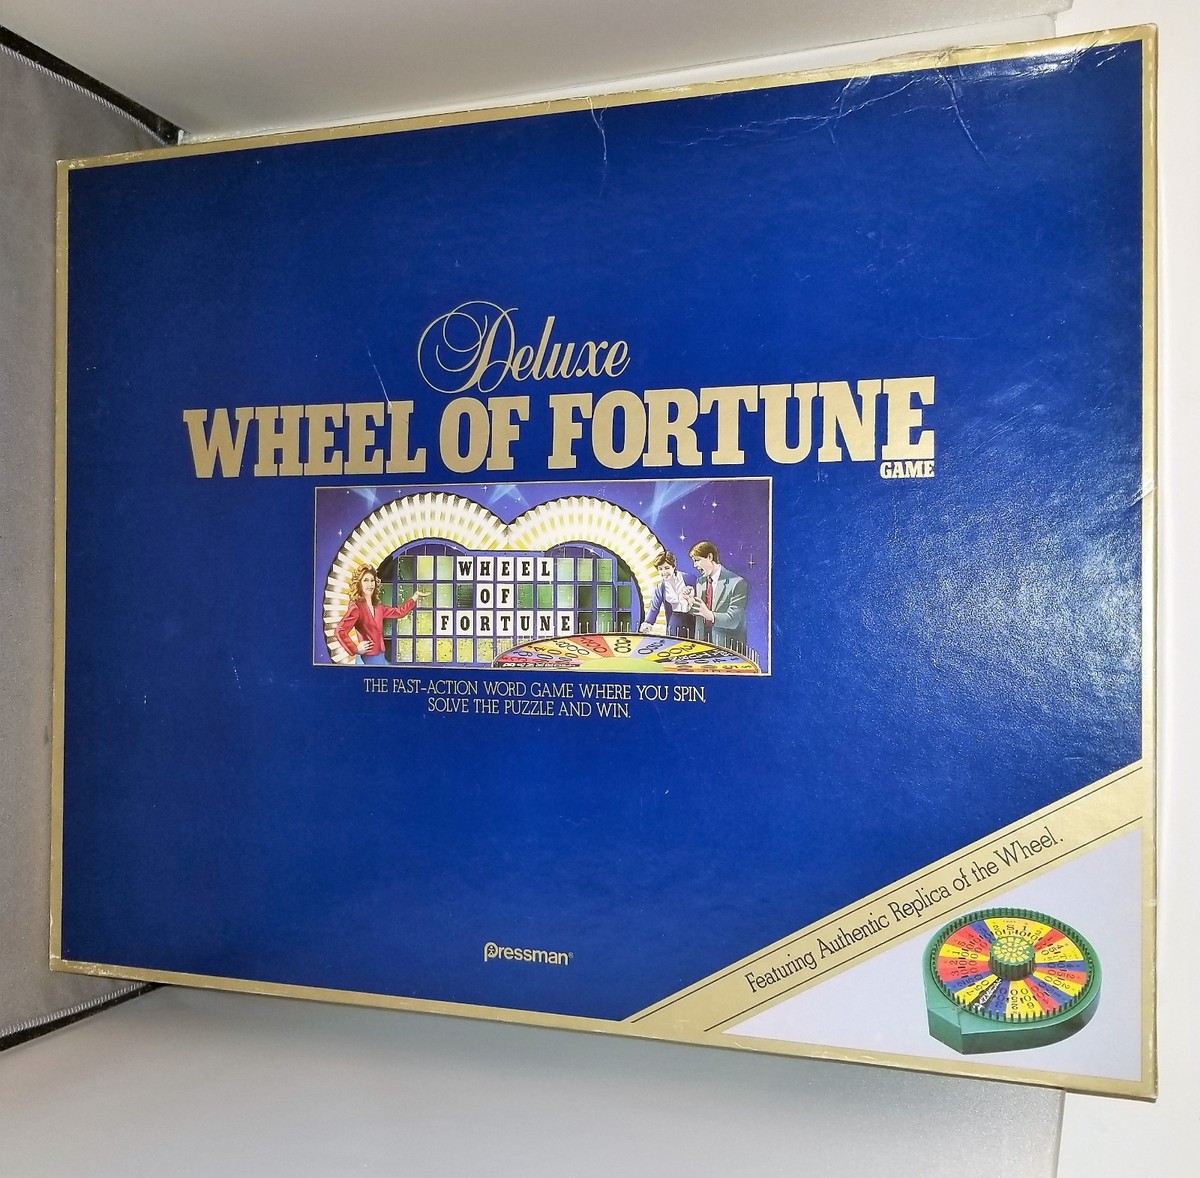 Deluxe
WHEEL OF FORTUNE
GAME
WHEEL
OF
FORTUNE
THE FAST-ACTION WORD GAME WHERE YOU SPIN,
SOLVE THE PUZZLE AND WIN.
Featuring Authentic Replica of the Wheel.
Pressman®